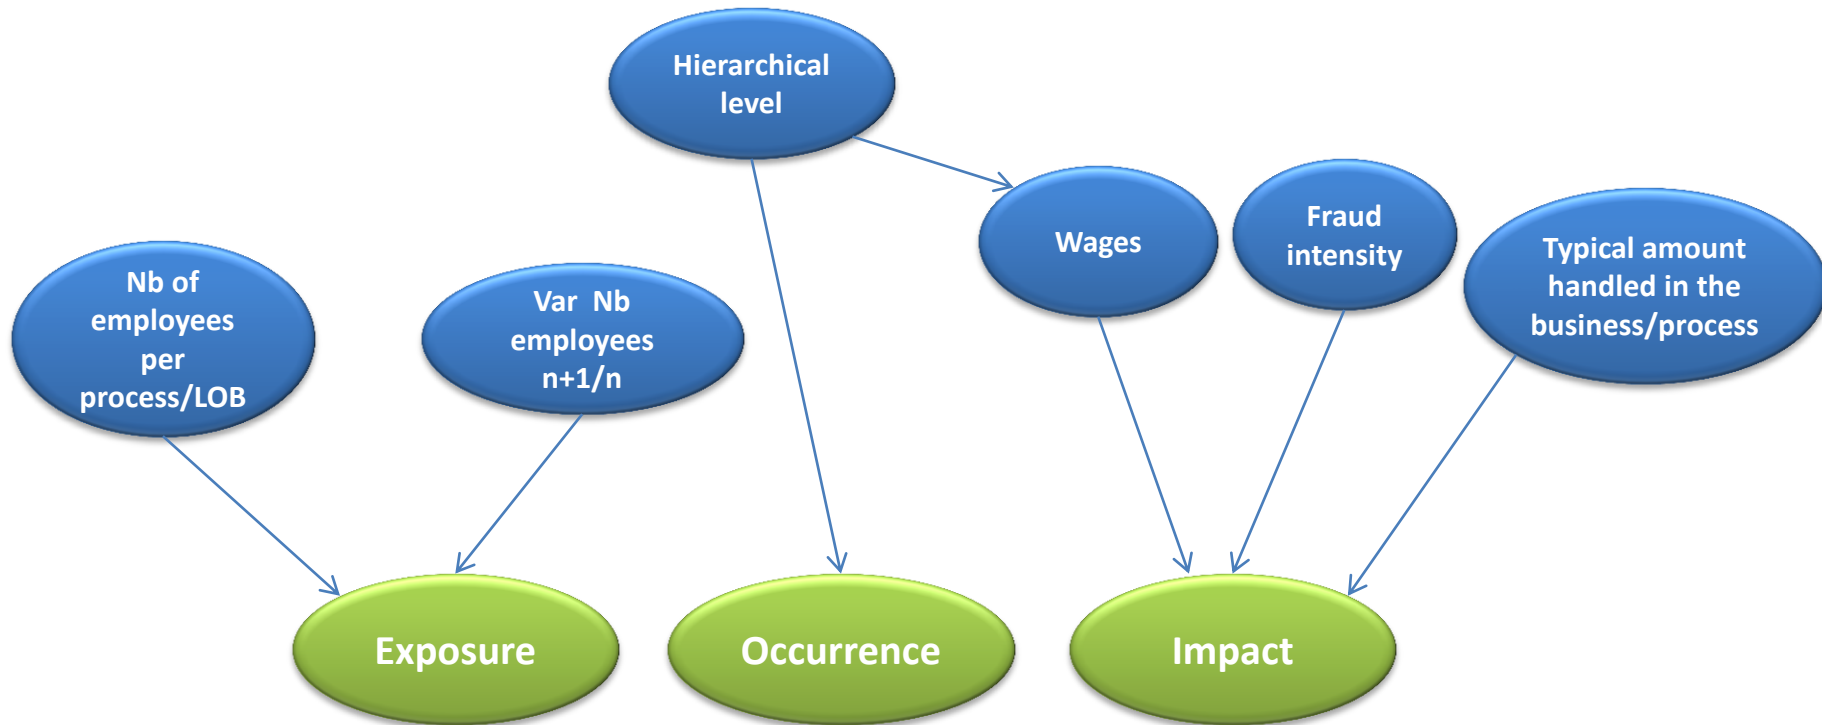 Hierarchical
level
Wages
Fraud
intensity
Typical amount
handled in the
business/process
Nb of
employees
per
process/LOB
Var  Nb
employees
n+1/n
Exposure
Occurrence
Impact